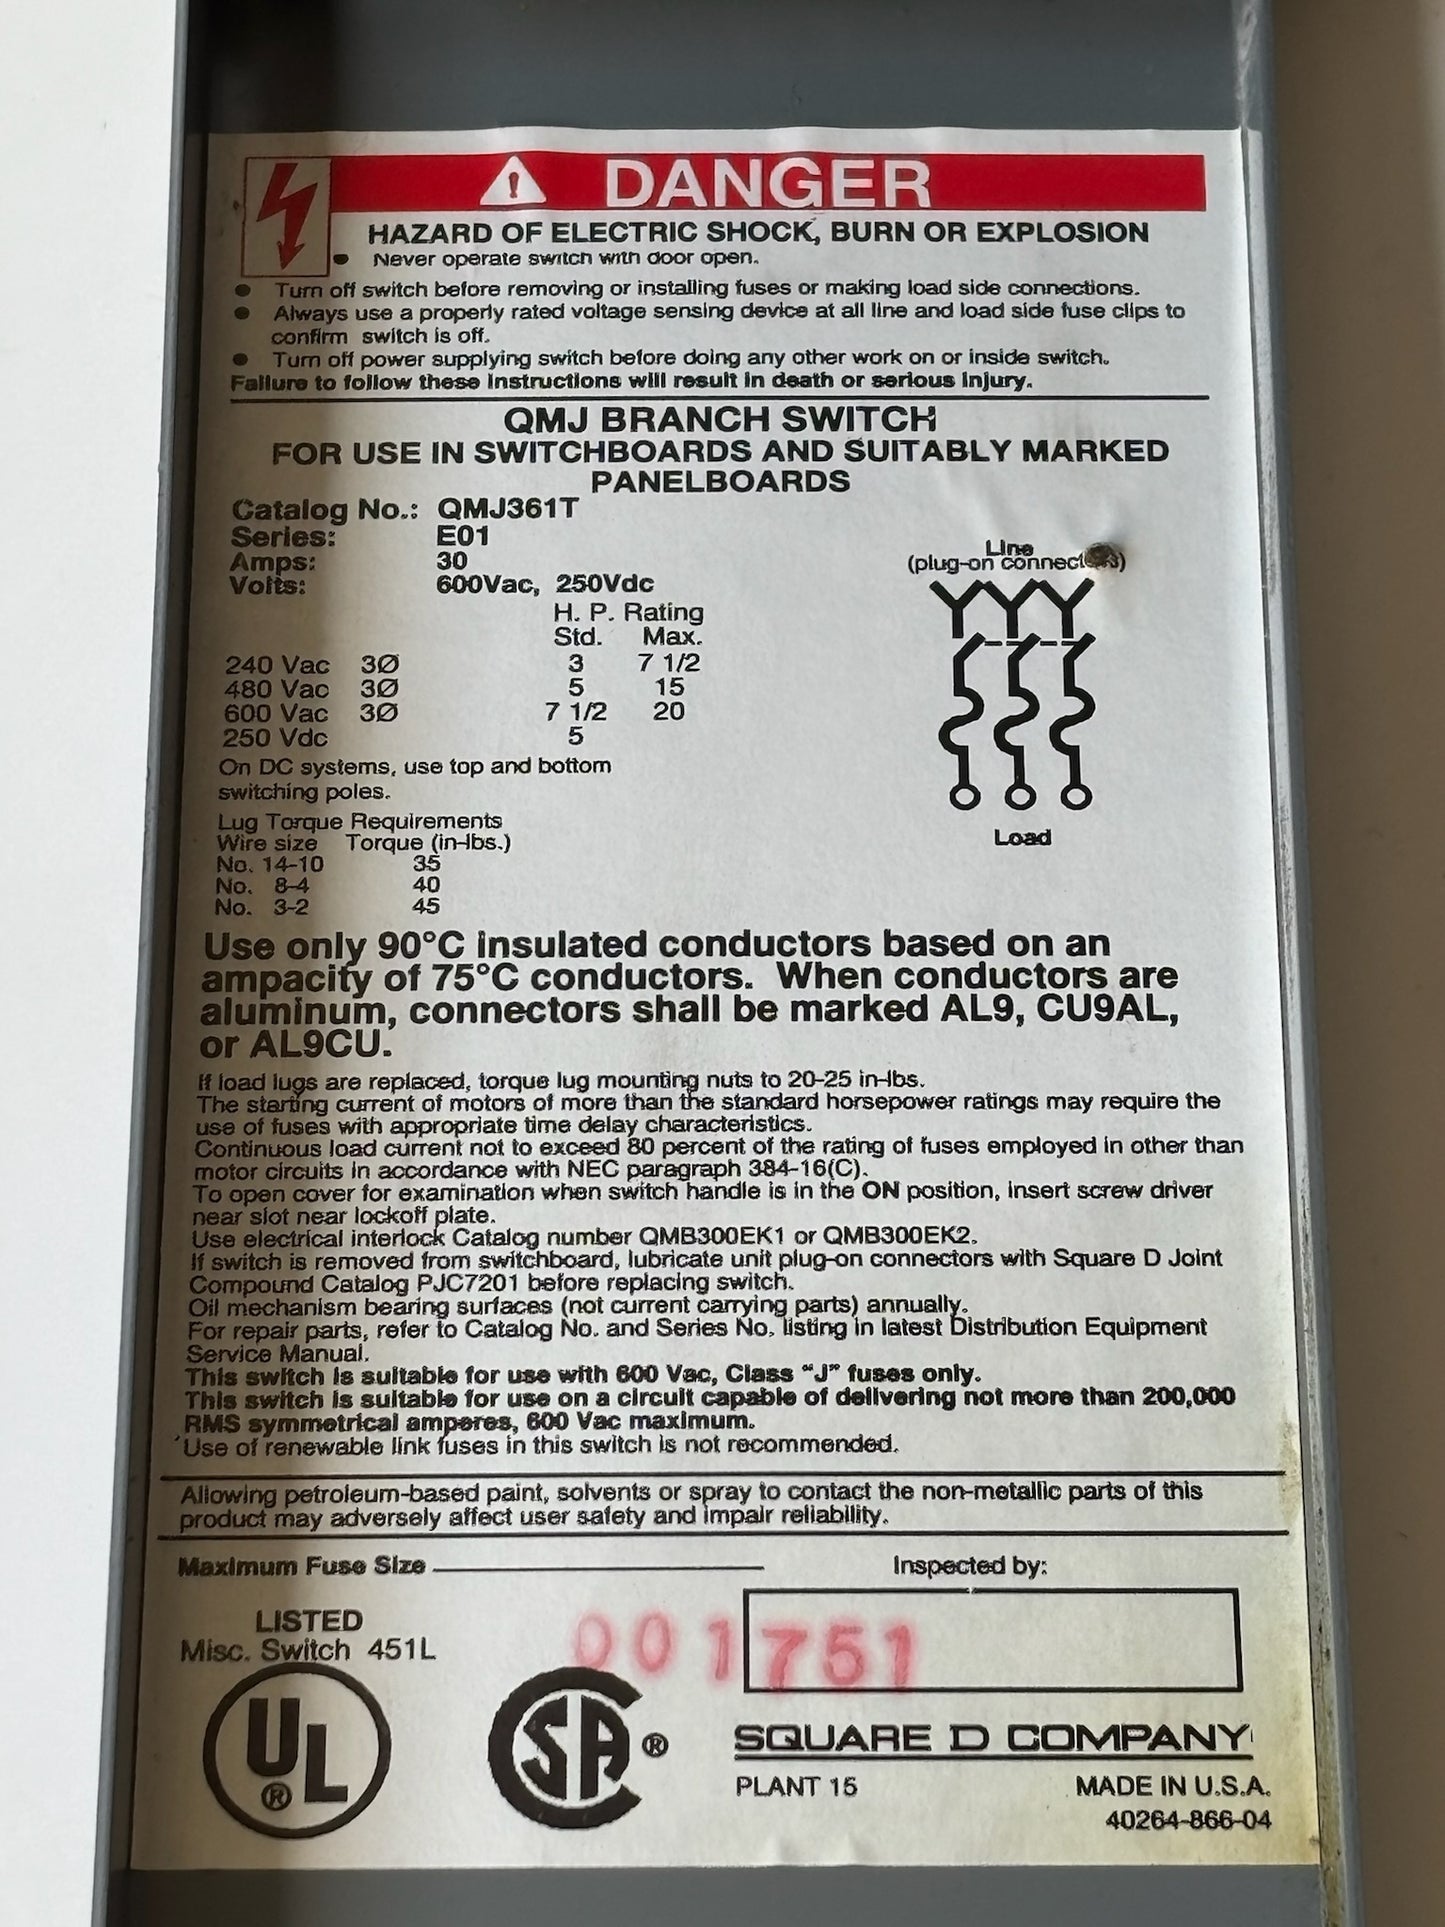 DANGER
HAZARD OF ELECTRIC SHOCK, BURN OR EXPLOSION
● Never operate switch with door open.
● Turn off switch before removing or installing fuses or making load side connections.
● Always use a properly rated voltage sensing device at all line and load side fuse clips to
confirm switch is off.
● Turn off power supplying switch before doing any other work on or inside switch.
Failure to follow these instructions will result in death or serious injury.
QMJ BRANCH SWITCH
FOR USE IN SWITCHBOARDS AND SUITABLY MARKED
PANELBOARDS
Catalog No.: QMJ361T
Series: E01
Amps: 30
Volts: 600Vac, 250Vdc
H. P. Rating
Std. Max.
240 Vac 3Ø 3 7 1/2
480 Vac 3Ø 5 15
600 Vac 3Ø 7 1/2 20
250 Vdc 5
On DC systems, use top and bottom
switching poles.
Line
(plug-on connectors)
Load
Lug Torque Requirements
Wire size Torque (in-lbs.)
No. 14-10 35
No. 8-4 40
No. 3-2 45
Use only 90°C insulated conductors based on an
ampacity of 75°C conductors. When conductors are
aluminum, connectors shall be marked AL9, CU9AL,
or AL9CU.
If load lugs are replaced, torque lug mounting nuts to 20-25 in-lbs.
The starting current of motors of more than the standard horsepower ratings may require the
use of fuses with appropriate time delay characteristics.
Continuous load current not to exceed 80 percent of the rating of fuses employed in other than
motor circuits in accordance with NEC paragraph 384-16(C).
To open cover for examination when switch handle is in the ON position, insert screw driver
near slot near lockoff plate.
Use electrical interlock Catalog number QMB300EK1 or QMB300EK2.
If switch is removed from switchboard, lubricate unit plug-on connectors with Square D Joint
Compound Catalog PJC7201 before replacing switch.
Oil mechanism bearing surfaces (not current carrying parts) annually.
For repair parts, refer to Catalog No. and Series No. listing in latest Distribution Equipment
Service Manual.
This switch is suitable for use with 600 Vac, Class "J" fuses only.
This switch is suitable for use on a circuit capable of delivering not more than 200,000
RMS symmetrical amperes, 600 Vac maximum.
Use of renewable link fuses in this switch is not recommended.
Allowing petroleum-based paint, solvents or spray to contact the non-metallic parts of this
product may adversely affect user safety and impair reliability.
Maximum Fuse Size Inspected by:
LISTED
Misc. Switch 451L
001751
UL ®
SA ®
SQUARE D COMPANY
PLANT 15 MADE IN U.S.A.
40264-866-04